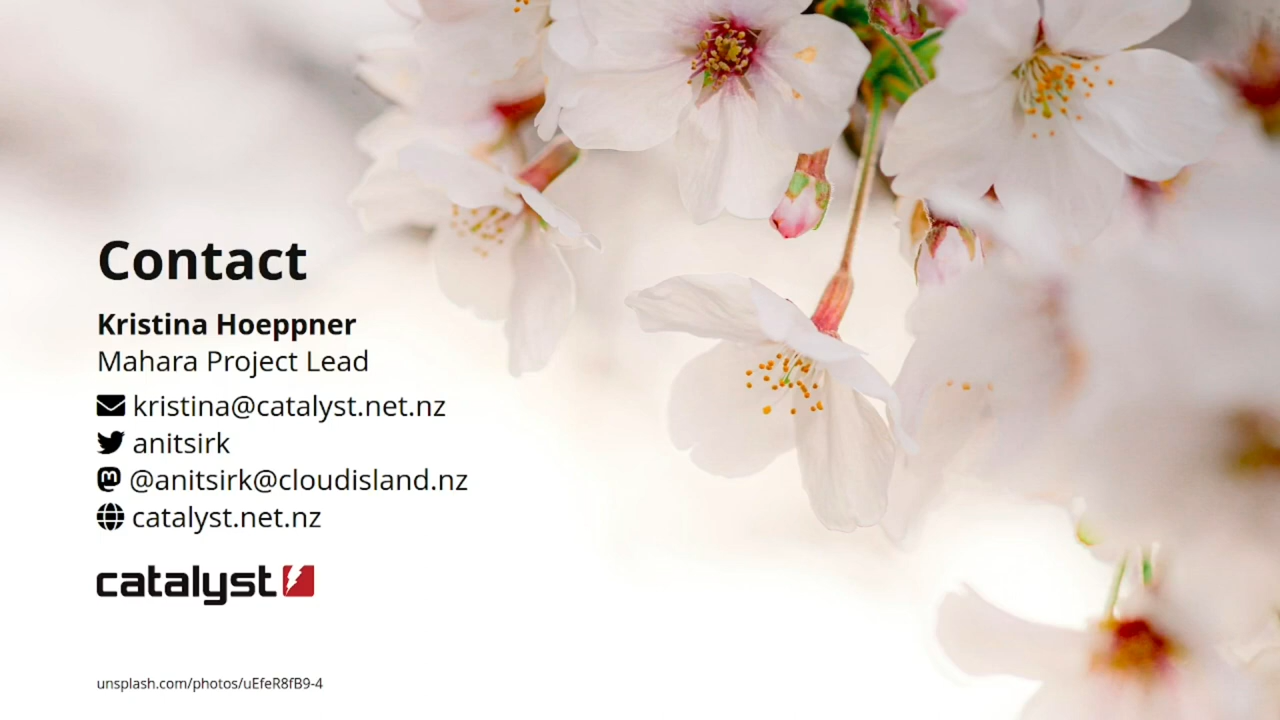 Contact
Kristina Hoeppner
Mahara Project Lead
kristina@catalyst.net.nz
anitsirk
@anitsirk@cloudisland.nz
catalyst.net.nz
catalyst
unsplash.com/photos/uEfeR8fB9-4